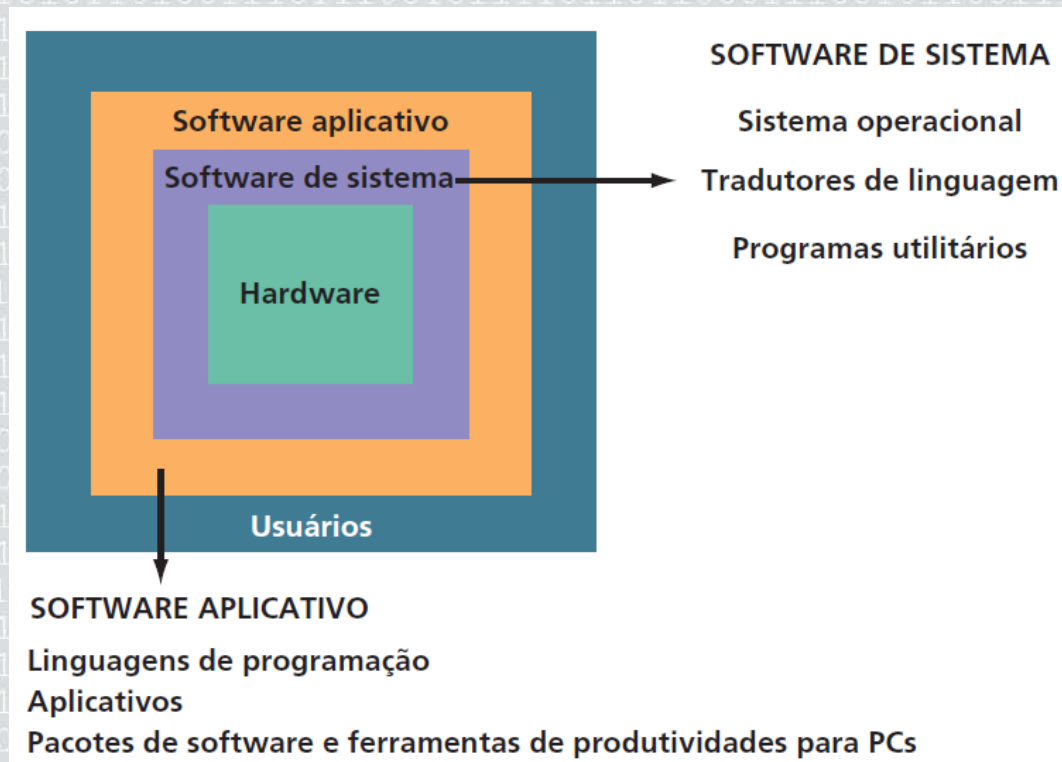 SOFTWARE DE SISTEMA
Software aplicativo
Sistema operacional
Software de sistema
Tradutores de linguagem
Programas utilitários
Hardware
Usuários
SOFTWARE APLICATIVO
Linguagens de programação
Aplicativos
Pacotes de software e ferramentas de produtividades para PCs